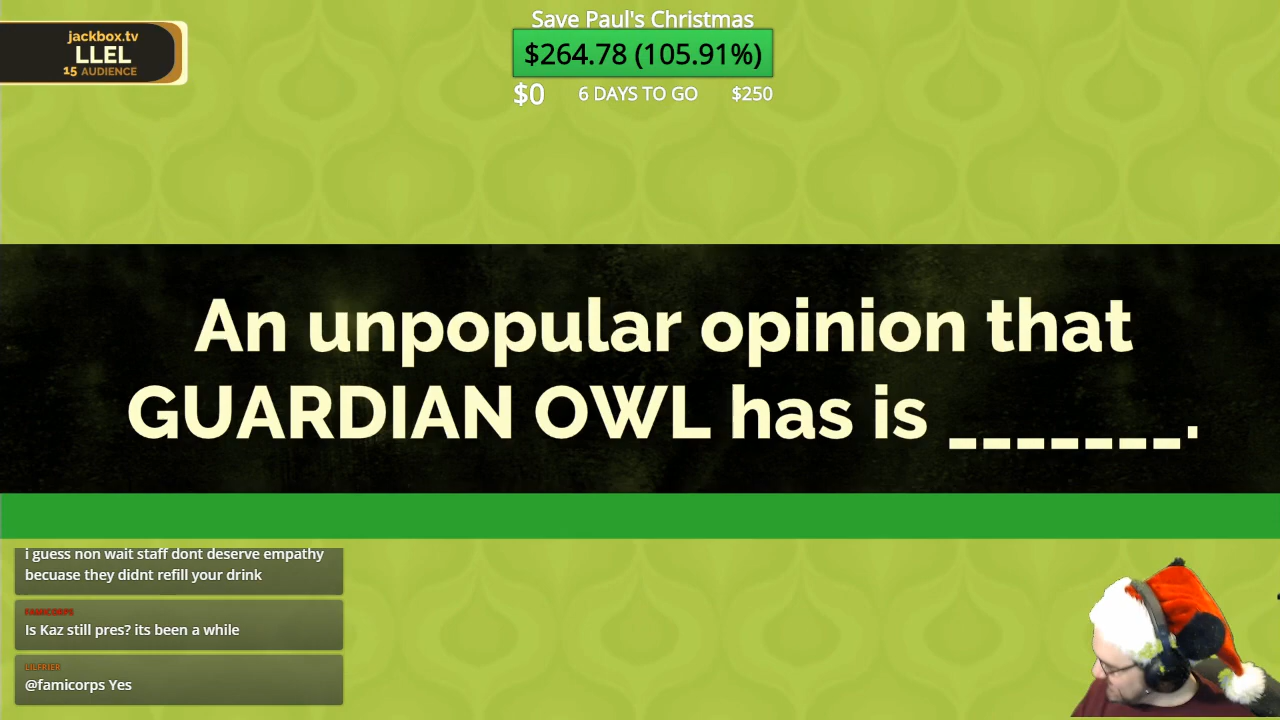 jackbox.tv
LLEL
15 AUDIENCE
Save Paul's Christmas
$264.78 (105.91%)
$0 6 DAYS TO GO $250
An unpopular opinion that
GUARDIAN OWL has is _______.
i guess non wait staff dont deserve empathy
becuase they didnt refill your drink
FAMICORPS
Is Kaz still pres? its been a while
LILFRIER
@famicorps Yes